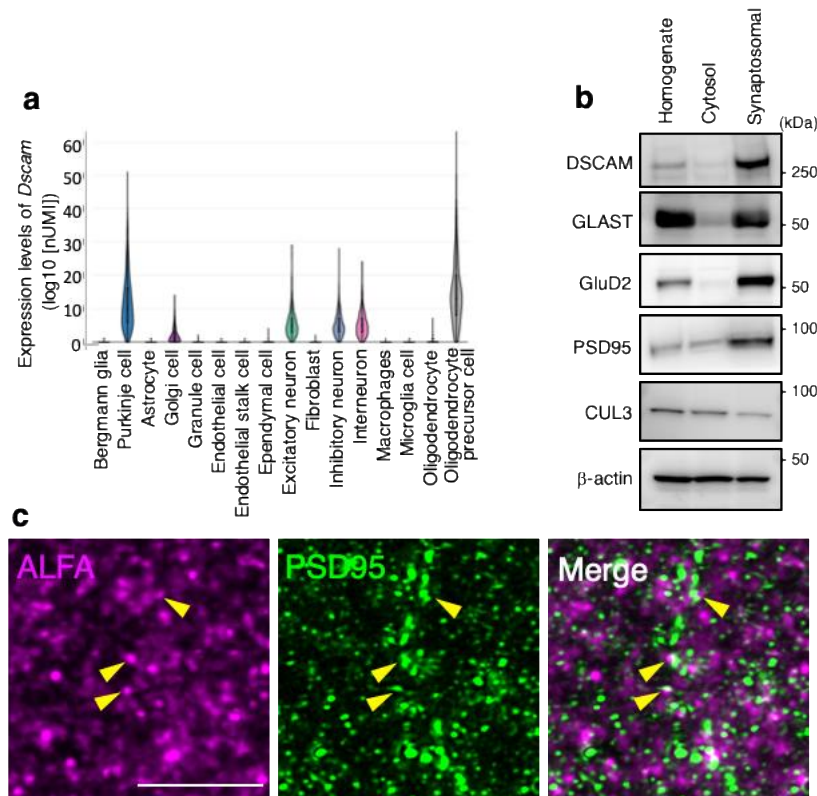 a
Expression levels of Dscam
(log10 [nUMI])
60
50
40
30
20
10
0
Bergmann glia
Purkinje cell
Astrocyte
Golgi cell
Granule cell
Endothelial cell
Endothelial stalk cell
Ependymal cell
Excitatory neuron
Fibroblast
Inhibitory neuron
Interneuron
Macrophages
Microglia cell
Oligodendrocyte
Oligodendrocyte
precursor cell
b
Homogenate
Cytosol
Synaptosomal
(kDa)
DSCAM
250
GLAST
50
GluD2
50
PSD95
100
CUL3
100
β-actin
50
c
ALFA
PSD95
Merge